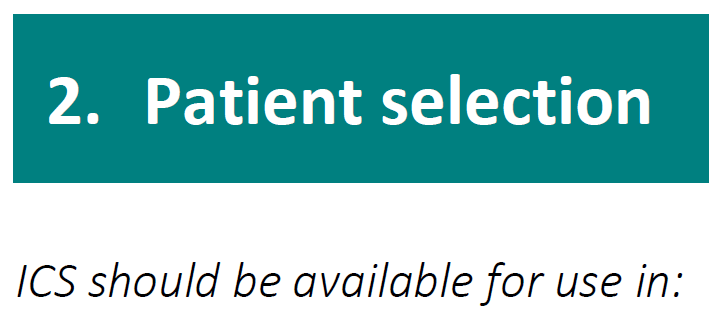 2. Patient selection
ICS should be available for use in: